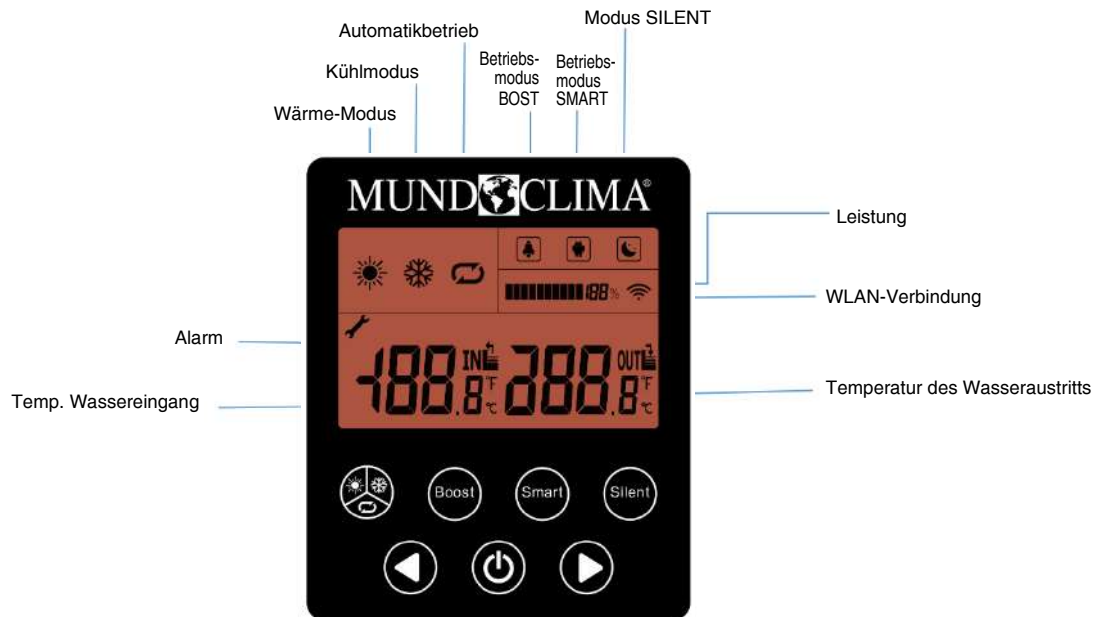 Modus SILENT
Automatikbetrieb
Betriebs-
modus
BOST
Betriebs-
modus
SMART
Kühlmodus
Wärme-Modus
MUNDOCLIMA®
Leistung
188%
WLAN-Verbindung
Alarm
188.8 IN °F °C
288.8 OUT °F °C
Temp. Wassereingang
Temperatur des Wasseraustritts
Boost
Smart
Silent